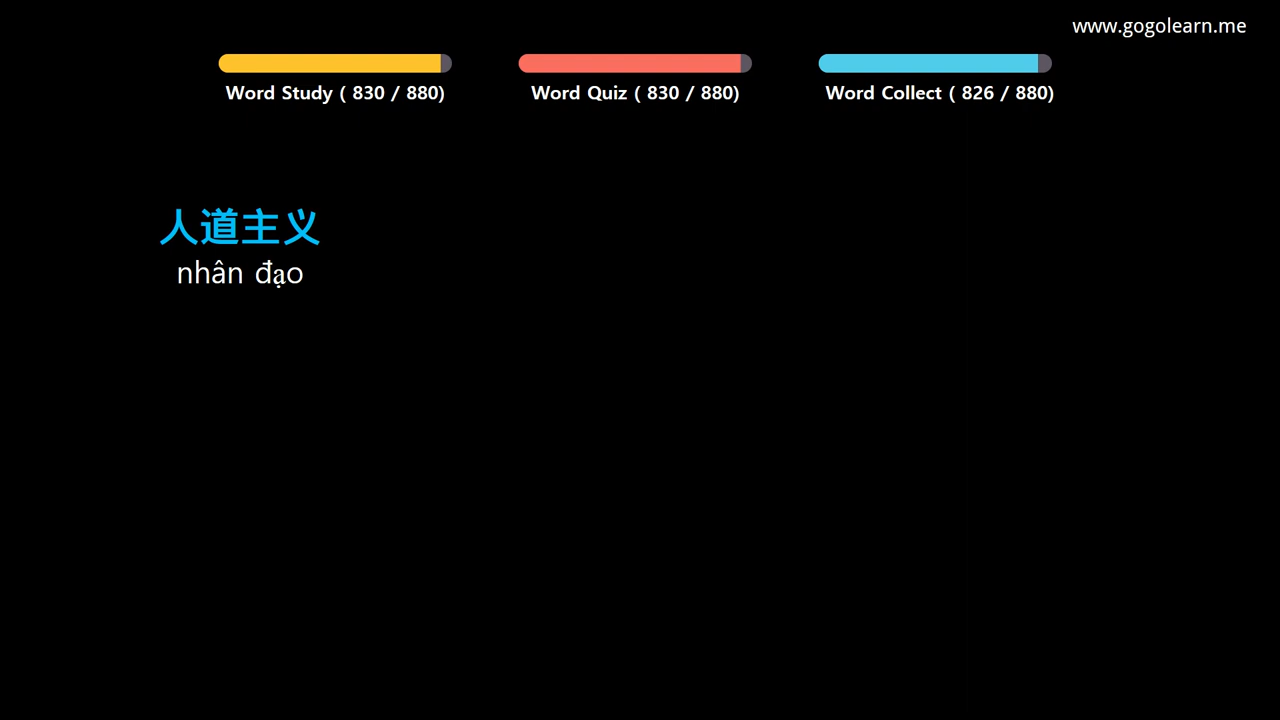 www.gogolearn.me
Word Study ( 830 / 880)
Word Quiz ( 830 / 880)
Word Collect ( 826 / 880)
人道主义
nhân đạo